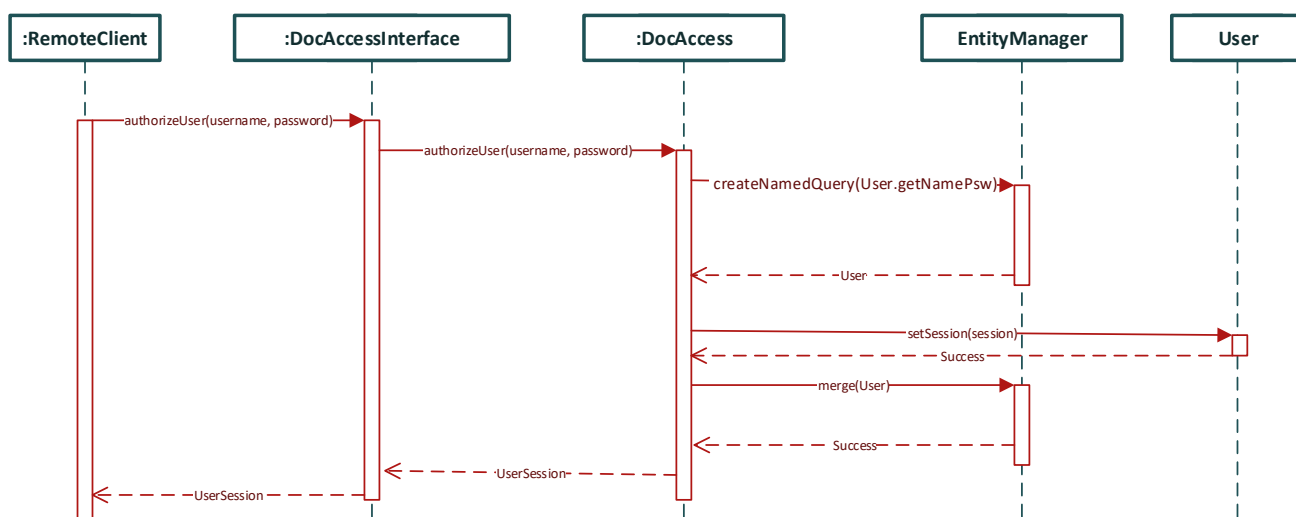 :RemoteClient
:DocAccessInterface
:DocAccess
EntityManager
User
authorizeUser(username, password)
authorizeUser(username, password)
createNamedQuery(User.getNamePsw)
User
setSession(session)
Success
merge(User)
Success
UserSession
UserSession